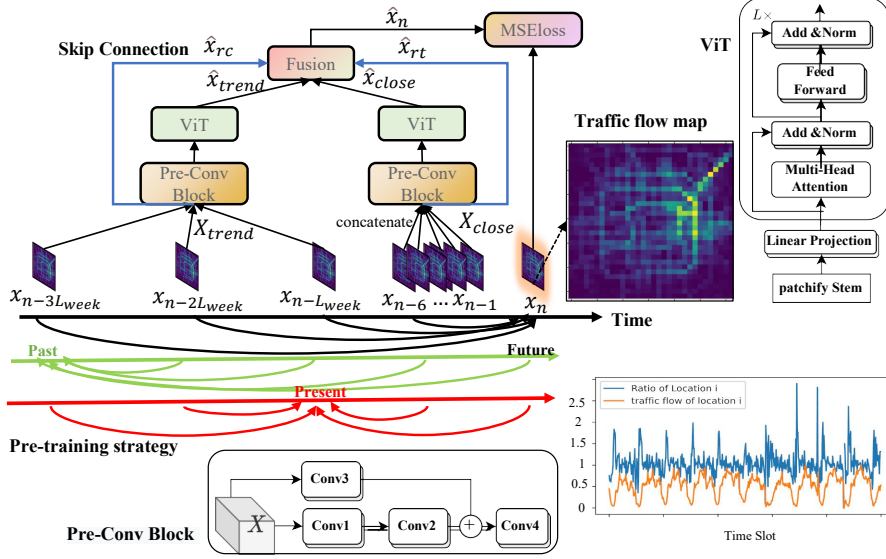 Skip Connection
x̂_rc
x̂_n
x̂_rt
MSEloss
Fusion
x̂_trend
x̂_close
ViT
ViT
Pre-Conv
Block
Pre-Conv
Block
X_trend
concatenate
X_close
x_{n-3L_week}
x_{n-2L_week}
x_{n-L_week}
x_{n-6} … x_{n-1}
x_n
Time
Traffic flow map
L×
ViT
Add &Norm
Feed
Forward
Add &Norm
Multi-Head
Attention
Linear Projection
patchify Stem
Past
Future
Present
Pre-training strategy
Pre-Conv Block
X
Conv3
Conv1
Conv2
+
Conv4
Ratio of Location i
traffic flow of location i
2.5
2
1.5
1
0.5
0
Time Slot